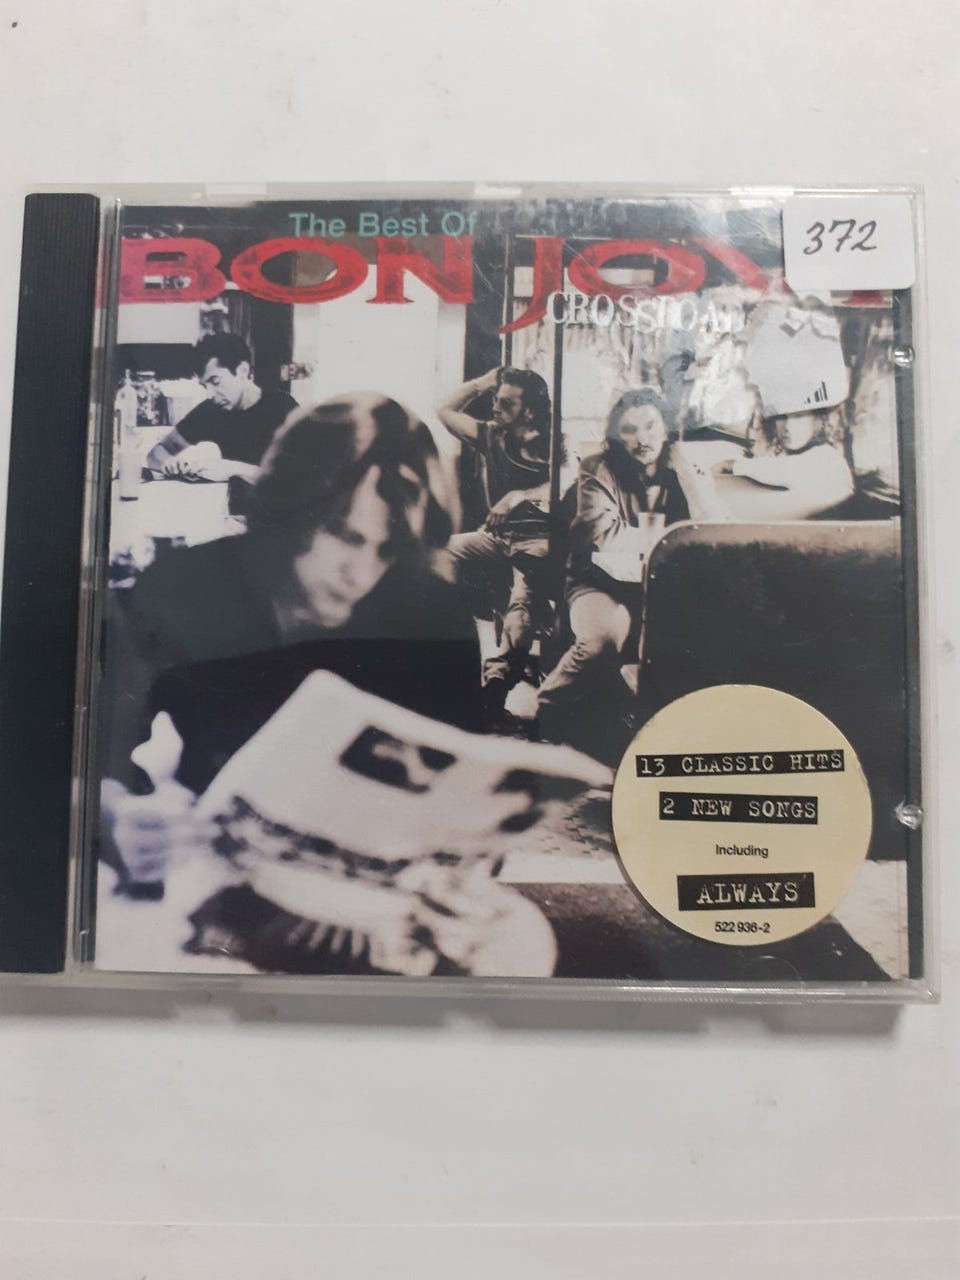 The Best Of
372
BON JOVI
CROSSROAD
13 CLASSIC HITS
2 NEW SONGS
Including
ALWAYS
522 936-2